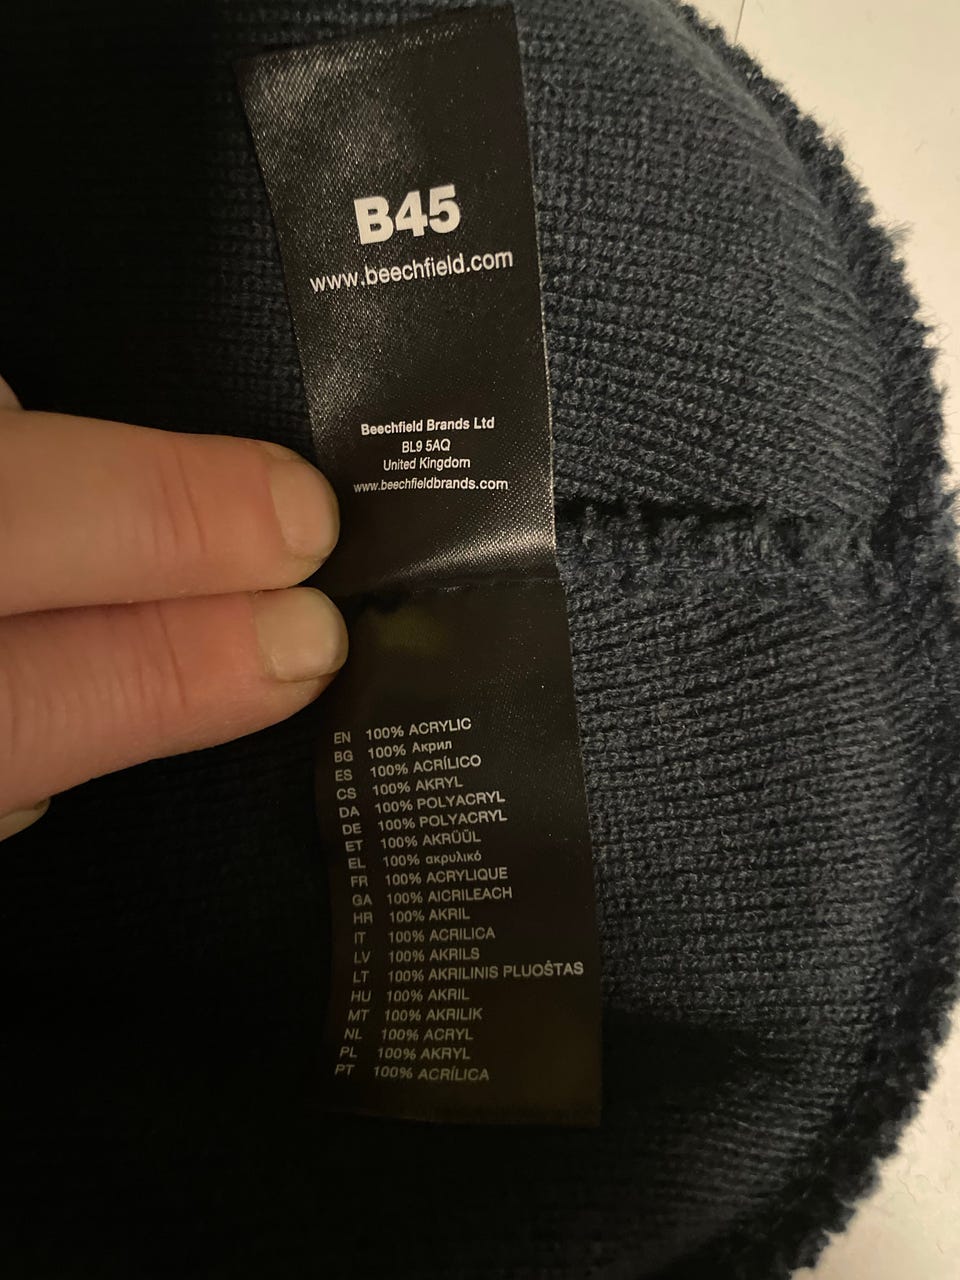 B45
www.beechfield.com
Beechfield Brands Ltd
BL9 5AQ
United Kingdom
www.beechfieldbrands.com
EN 100% ACRYLIC
BG 100% Акрил
ES 100% ACRÍLICO
CS 100% AKRYL
DA 100% POLYACRYL
DE 100% POLYACRYL
ET 100% AKRÜÜL
EL 100% ακρυλικό
FR 100% ACRYLIQUE
GA 100% AICRILEACH
HR 100% AKRIL
IT 100% ACRILICA
LV 100% AKRILS
LT 100% AKRILINIS PLUOŠTAS
HU 100% AKRIL
MT 100% AKRILIK
NL 100% ACRYL
PL 100% AKRYL
PT 100% ACRÍLICA